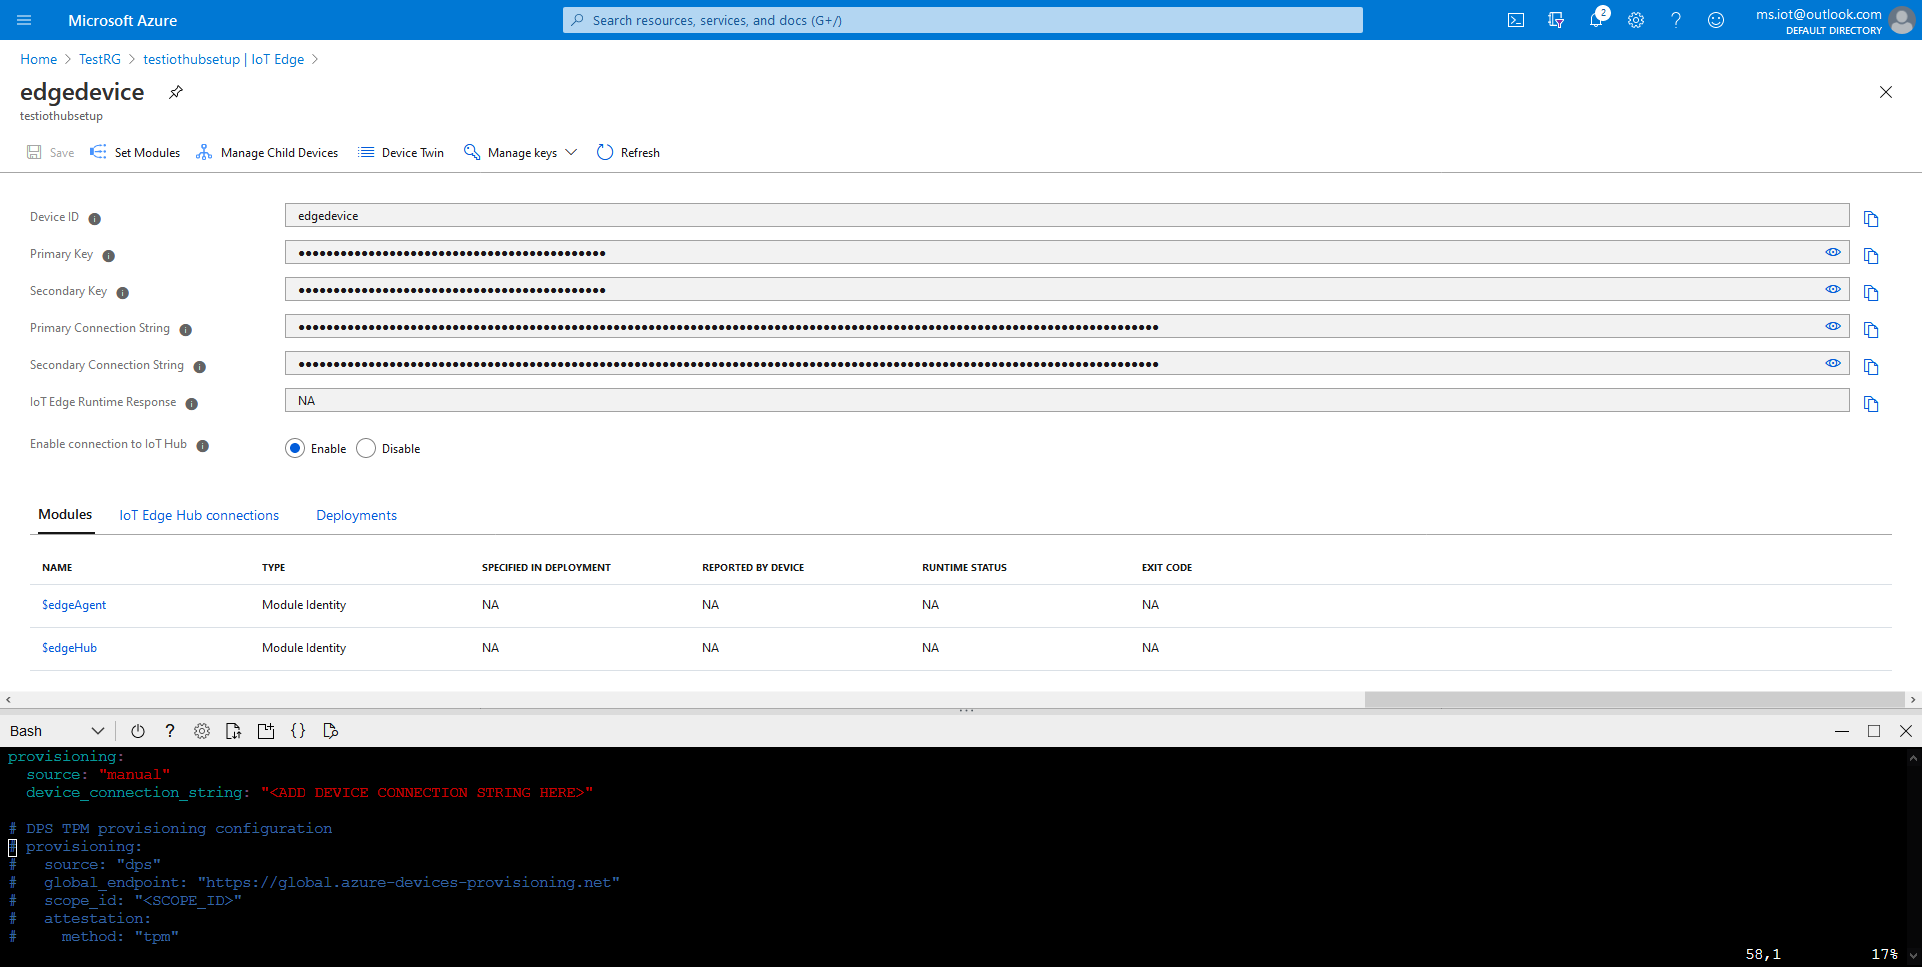 Microsoft Azure
Search resources, services, and docs (G+/)
2
ms.iot@outlook.com
DEFAULT DIRECTORY
Home > TestRG > testiothubsetup | IoT Edge >
edgedevice
testiothubsetup
Save Set Modules Manage Child Devices Device Twin Manage keys Refresh
Device ID edgedevice
Primary Key ••••••••••••••••••••••••••••••••••••••••••••
Secondary Key ••••••••••••••••••••••••••••••••••••••••••••
Primary Connection String
Secondary Connection String
IoT Edge Runtime Response NA
Enable connection to IoT Hub Enable Disable
Modules IoT Edge Hub connections Deployments
NAME TYPE SPECIFIED IN DEPLOYMENT REPORTED BY DEVICE RUNTIME STATUS EXIT CODE
$edgeAgent Module Identity NA NA NA NA
$edgeHub Module Identity NA NA NA NA
Bash ? {}
provisioning:
source: "manual"
device_connection_string: "<ADD DEVICE CONNECTION STRING HERE>"
# DPS TPM provisioning configuration
# provisioning:
# source: "dps"
# global_endpoint: "https://global.azure-devices-provisioning.net"
# scope_id: "<SCOPE_ID>"
# attestation:
# method: "tpm"
58,1 17%